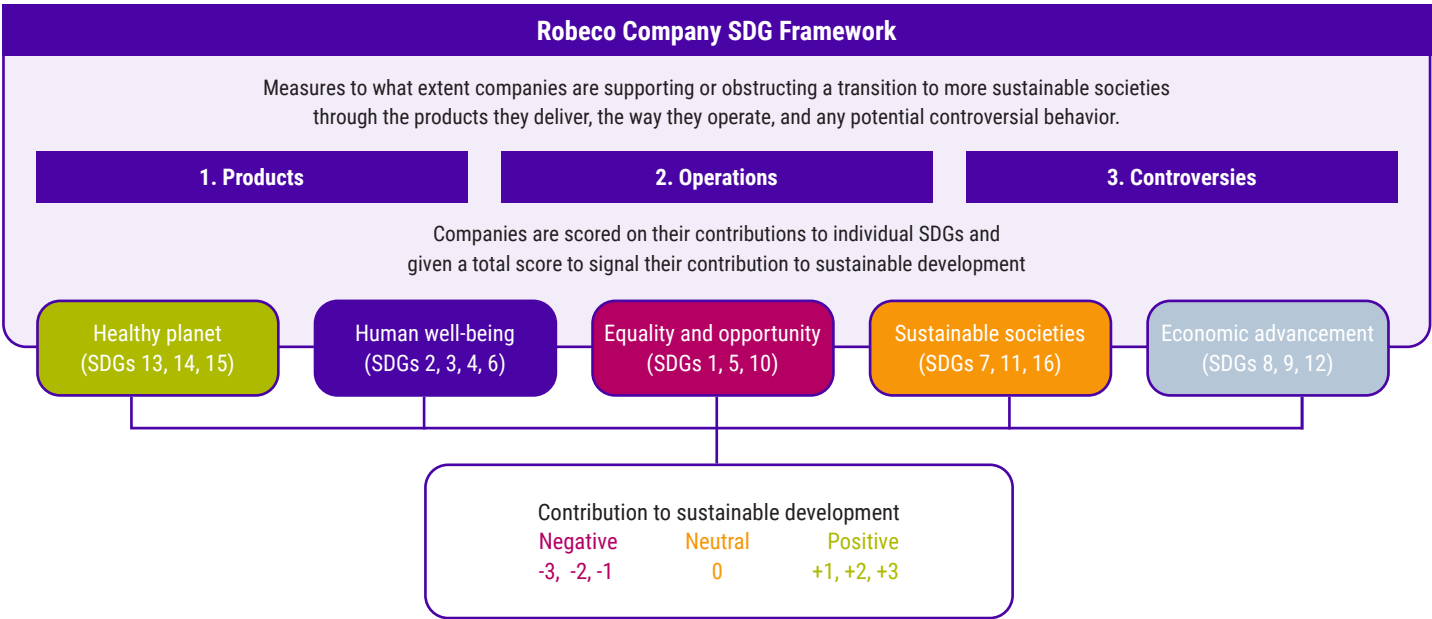 Robeco Company SDG Framework
Measures to what extent companies are supporting or obstructing a transition to more sustainable societies
through the products they deliver, the way they operate, and any potential controversial behavior.
1. Products
2. Operations
3. Controversies
Companies are scored on their contributions to individual SDGs and
given a total score to signal their contribution to sustainable development
Healthy planet
(SDGs 13, 14, 15)
Human well-being
(SDGs 2, 3, 4, 6)
Equality and opportunity
(SDGs 1, 5, 10)
Sustainable societies
(SDGs 7, 11, 16)
Economic advancement
(SDGs 8, 9, 12)
Contribution to sustainable development
Negative Neutral Positive
-3, -2, -1 0 +1, +2, +3